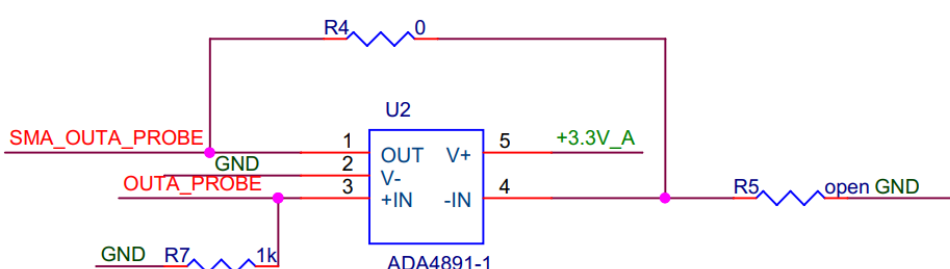 R4 0
U2
SMA_OUTA_PROBE 1 OUT V+ 5 +3.3V_A
GND 2 V-
OUTA_PROBE 3 +IN -IN 4 R5 open GND
GND R7 1k
ADA4891-1